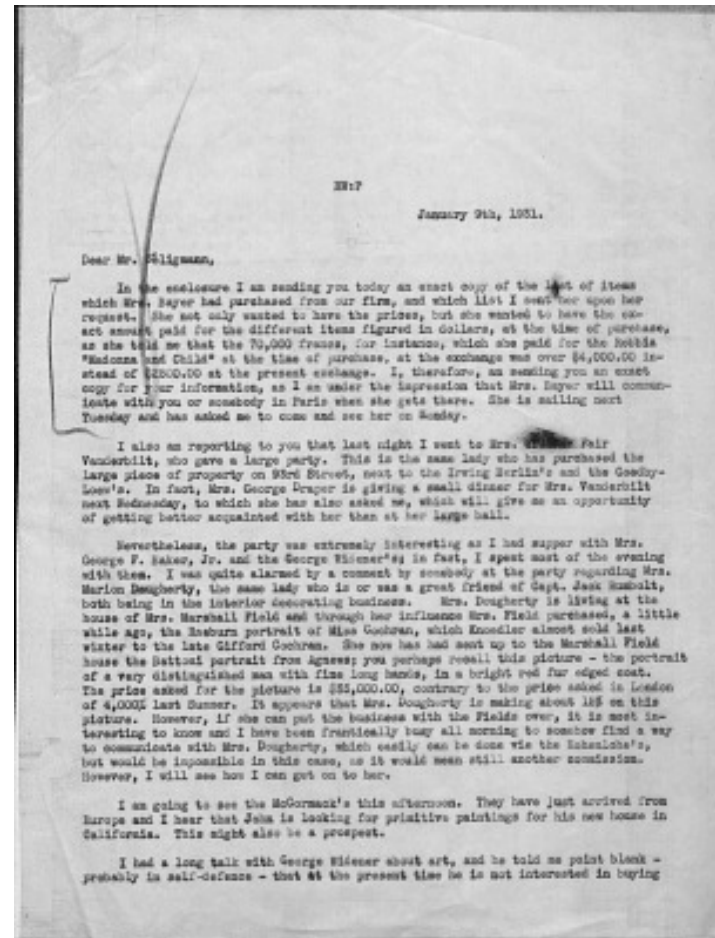 January 9th, 1931.
Dear Mr. Seligmann,
In the enclosure I am sending you today an exact copy of the list of items
which Mrs. Bayer had purchased from our firm, and which list I sent her upon her
request. She not only wanted to have the prices, but she wanted to have the ex-
act amount paid for the different items figured in dollars, at the time of purchase,
as she told me that the 70,000 francs, for instance, which she paid for the Robbia
"Madonna and Child" at the time of purchase, at the exchange was over $4,000.00 in-
stead of $2800.00 at the present exchange. I, therefore, am sending you an exact
copy for your information, as I am under the impression that Mrs. Bayer will commun-
icate with you or somebody in Paris when she gets there. She is sailing next
Tuesday and has asked me to come and see her on Sunday.
I also am reporting to you that last night I went to Mrs. Fair
Vanderbilt, who gave a large party. This is the same lady who has purchased the
large piece of property on 93rd Street, next to the Irving Berlin's and the Goodhy-
Loew's. In fact, Mrs. George Draper is giving a small dinner for Mrs. Vanderbilt
next Wednesday, to which she has also asked me, which will give me an opportunity
of getting better acquainted with her than at her large ball.
Nevertheless, the party was extremely interesting as I had supper with Mrs.
George F. Baker, Jr. and the George Widener's; in fact, I spent most of the evening
with them. I was quite alarmed by a comment by somebody at the party regarding Mrs.
Marion Dougherty, the same lady who is or was a great friend of Capt. Jack
both being in the interior decorating business. Mrs. Dougherty is living at the
house of Mrs. Marshall Field and through her influence Mrs. Field purchased, a little
while ago, the Raeburn portrait of Miss Cochran, which Knoedler almost sold last
winter to the late Gifford Cochran. She now has had sent up to the Marshall Field
house the Battoni portrait from Agnews; you perhaps recall this picture - the portrait
of a very distinguished man with fine long hands, in a bright red fur edged coat.
The price asked for the picture is $35,000.00, contrary to the price asked in London
of 4,000£ last Summer. It appears that Mrs. Dougherty is making about on this
picture. However, if she can put the business with the Fields over, it is most in-
teresting to know and I have been frantically busy all morning to somehow find a way
to communicate with Mrs. Dougherty, which easily can be done via the
but would be impossible in this case, as it would mean still another commission.
However, I will see how I can get on to her.
I am going to see the McCormack's this afternoon. They have just arrived from
Europe and I hear that John is looking for primitive paintings for his new house in
California. This might also be a prospect.
I had a long talk with George Widener about art, and he told me point blank -
probably in self-defence - that at the present time he is not interested in buying